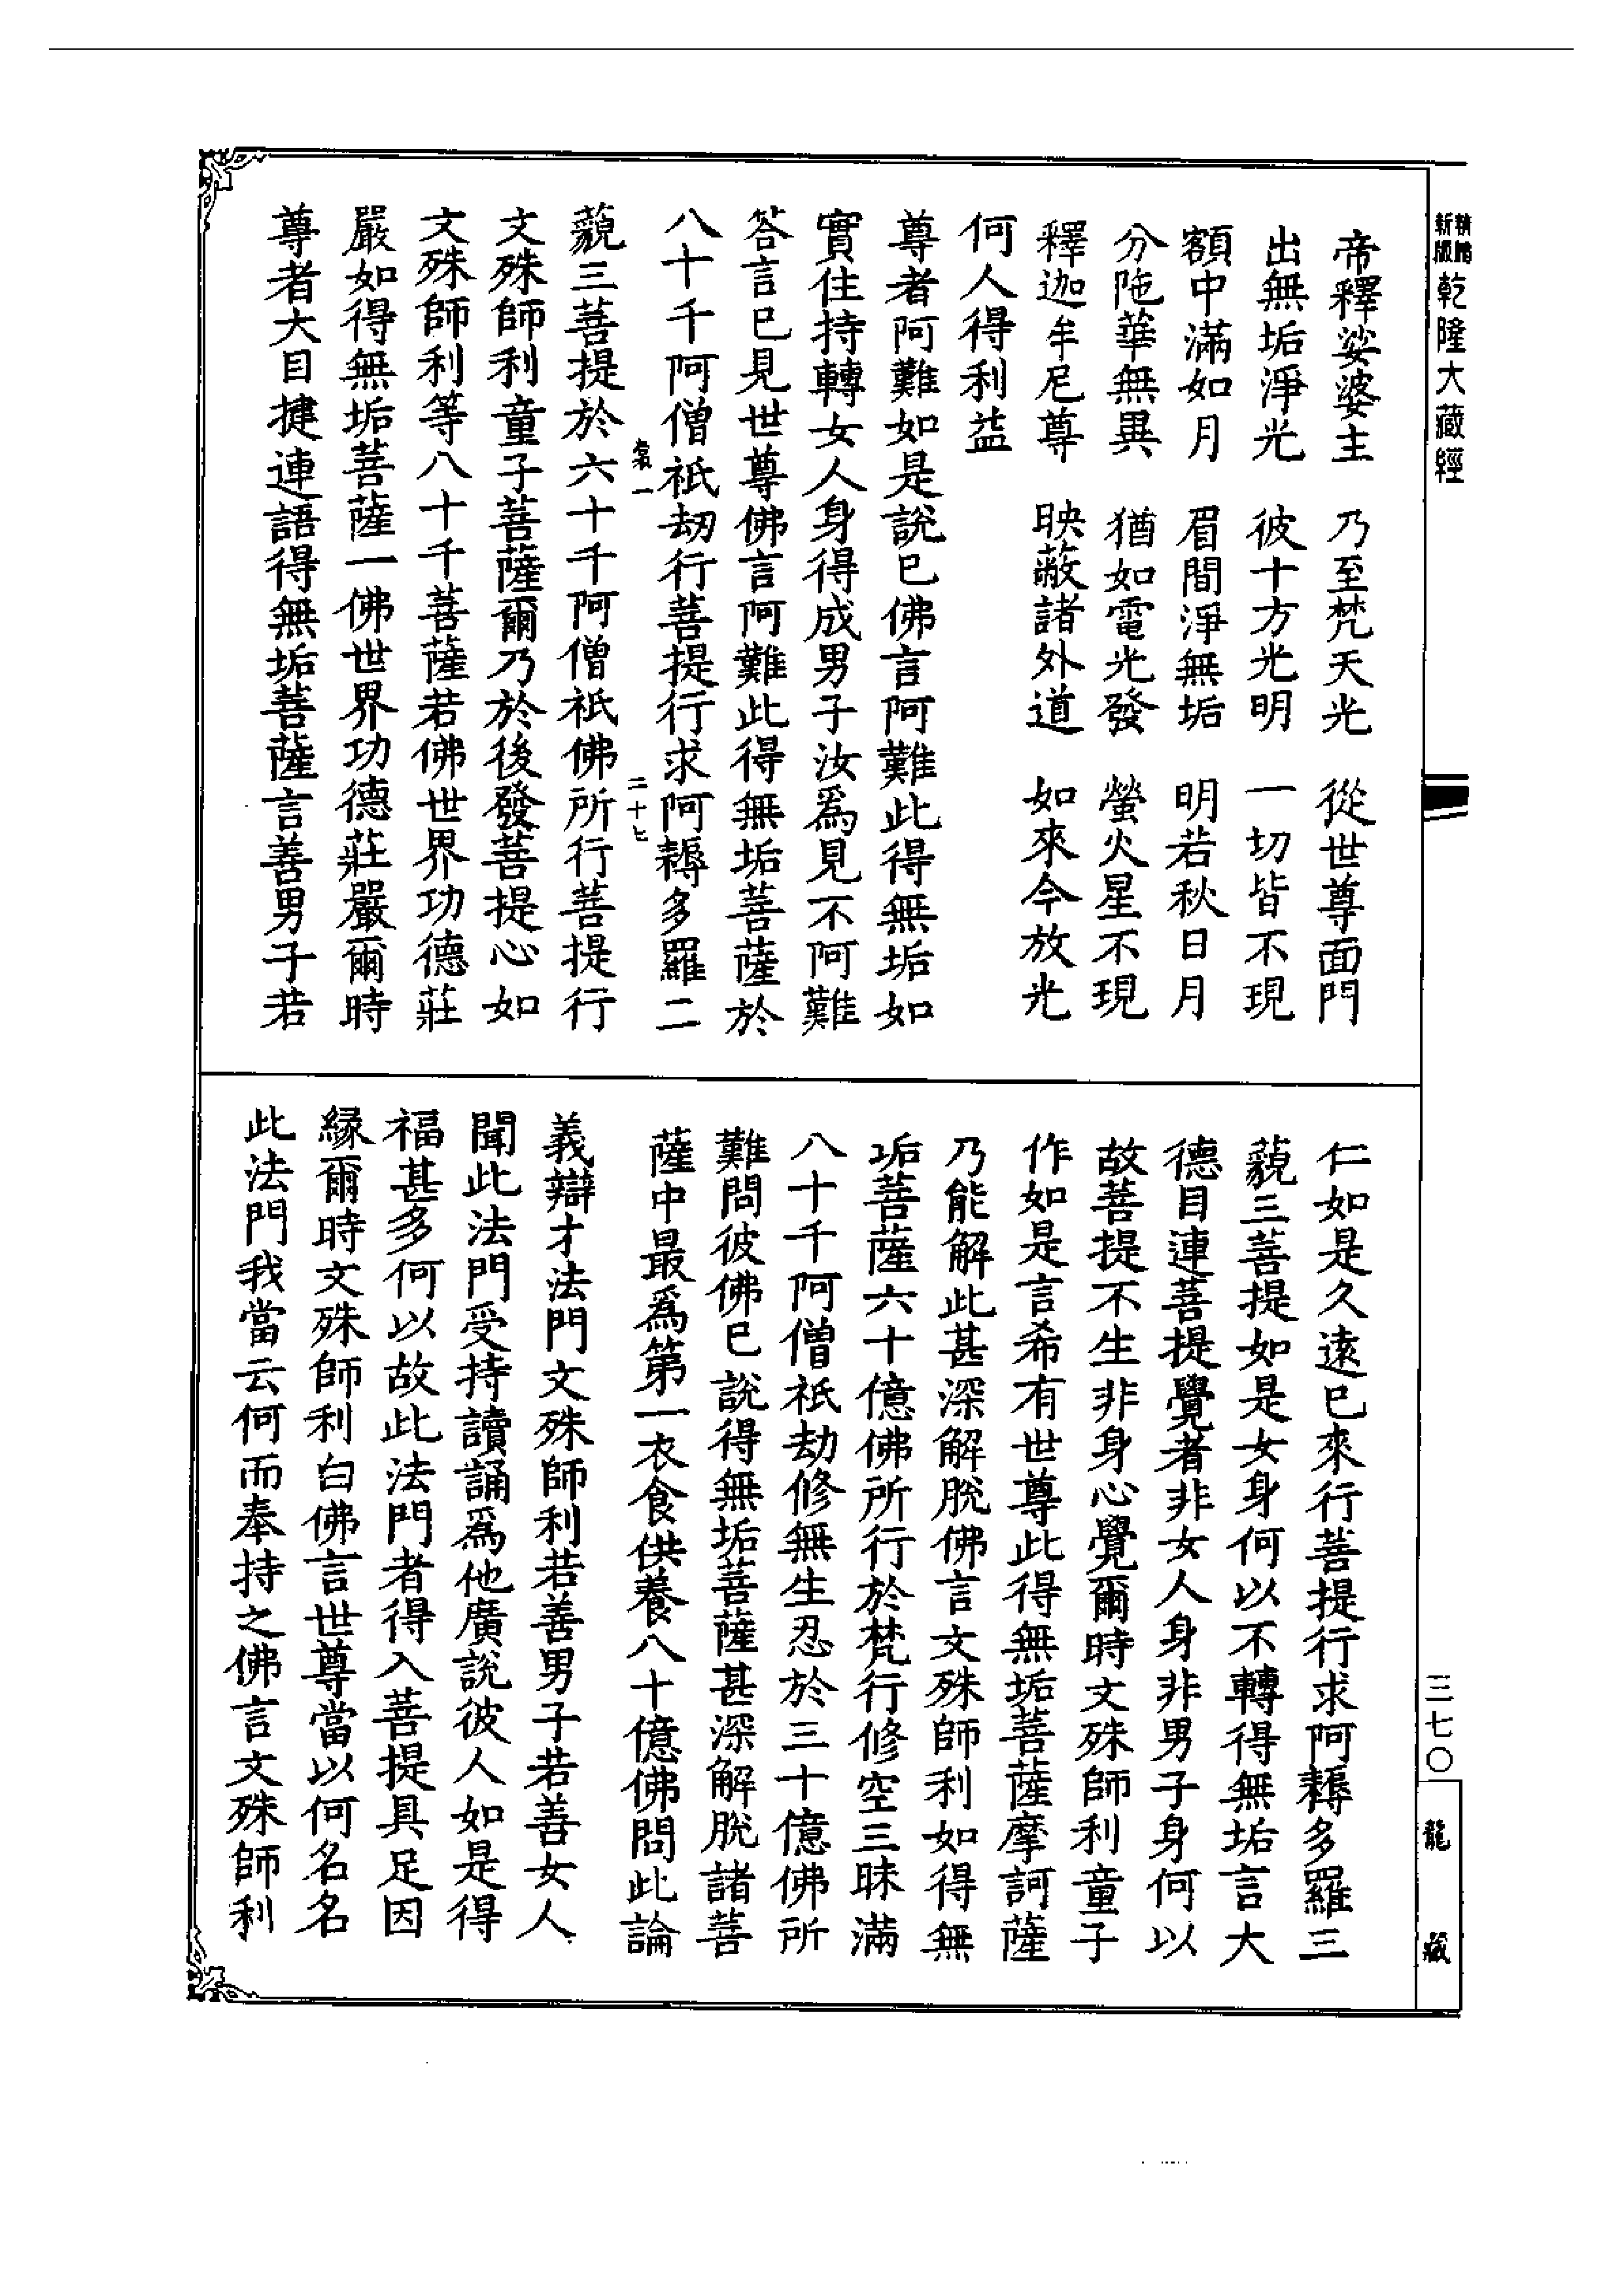 新版
乾隆大藏經
帝釋娑婆主　乃至梵天光　從世尊面門
出無垢淨光　彼十方光明　一切皆不現
額中滿如月　眉間淨無垢　明若秋日月
分陁華無異　猶如電光發　螢火星不現
釋迦牟尼尊　映蔽諸外道　如來今放光
何人得利益
尊者阿難如是說已佛言阿難此得無垢如
實住持轉女人身得成男子汝爲見不阿難
答言已見世尊佛言阿難此得無垢菩薩於
八十千阿僧祇劫行菩提行求阿耨多羅二
二十七
藐三菩提於六十千阿僧祇佛所行菩提行
文殊師利童子菩薩爾乃於後發菩提心如
文殊師利等八十千菩薩若佛世界功德莊
嚴如得無垢菩薩一佛世界功德莊嚴爾時
尊者大目揵連語得無垢菩薩言善男子若
仁如是久遠已來行菩提行求阿耨多羅三
藐三菩提如是女身何以不轉得無垢言大
德目連菩提覺者非女人身非男子身何以
故菩提不生非身心覺爾時文殊師利童子
作如是言希有世尊此得無垢菩薩摩訶薩
乃能解此甚深解脫佛言文殊師利如得無
垢菩薩六十億佛所行於梵行修空三昧滿
八十千阿僧祇劫修無生忍於三十億佛所
難問彼佛已說得無垢菩薩甚深解脫諸菩
薩中最爲第一衣食供養八十億佛問此論
義辯才法門文殊師利若善男子若善女人
聞此法門受持讀誦爲他廣說彼人如是得
福甚多何以故此法門者得入菩提具足因
緣爾時文殊師利白佛言世尊當以何名名
此法門我當云何而奉持之佛言文殊師利
三七〇
龍藏